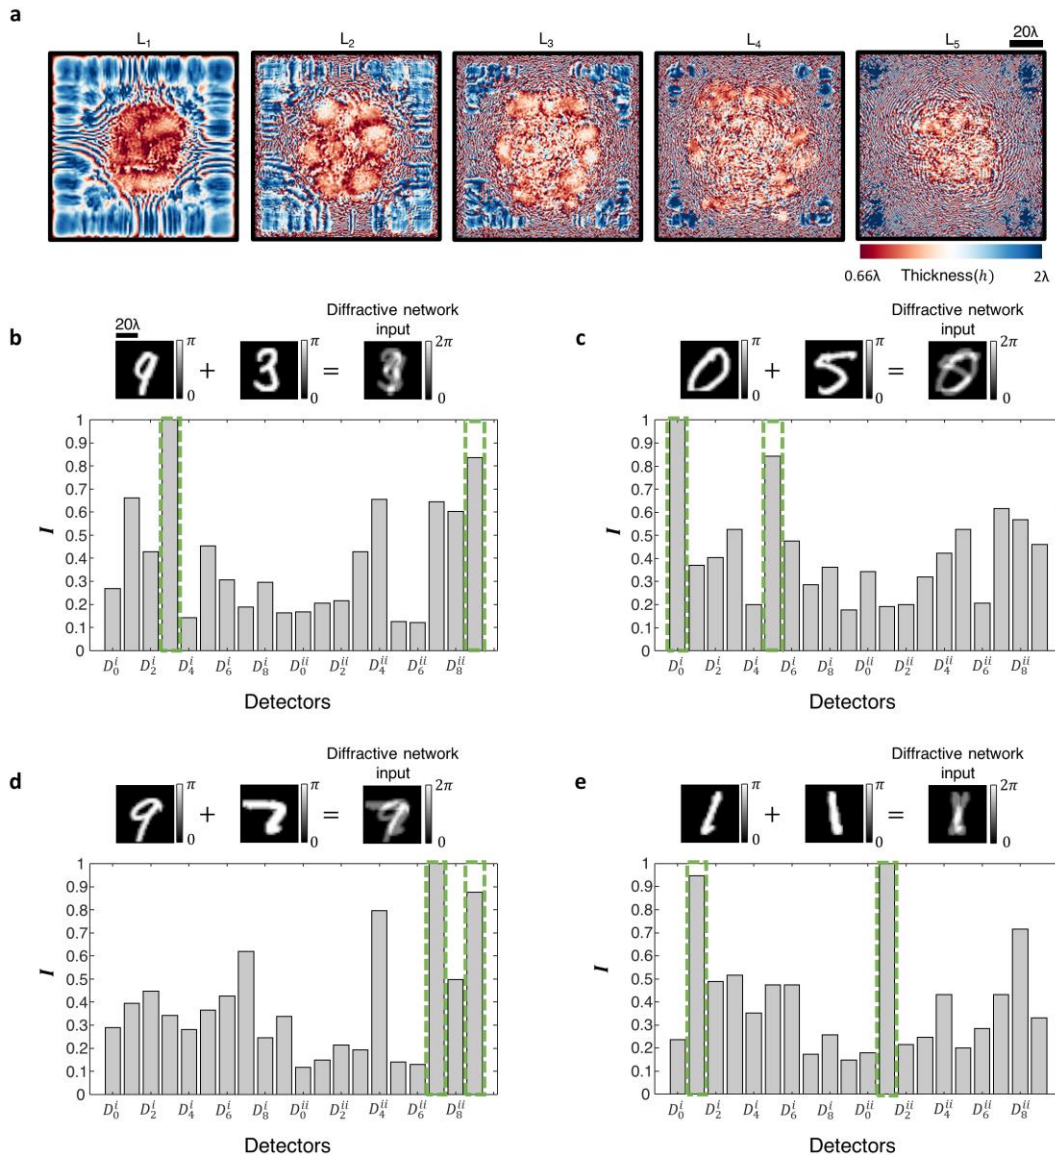 a
L₁ L₂ L₃ L₄ L₅ 20λ
0.66λ Thickness(h) 2λ
b
20λ
Diffractive network
input
9 π 0 + 3 π 0 = 2π 0
I
1
0.9
0.8
0.7
0.6
0.5
0.4
0.3
0.2
0.1
0
D₀ⁱ D₂ⁱ D₄ⁱ D₆ⁱ D₈ⁱ D₀ⁱⁱ D₂ⁱⁱ D₄ⁱⁱ D₆ⁱⁱ D₈ⁱⁱ
Detectors
c
Diffractive network
input
0 π 0 + 5 π 0 = 2π 0
I
1
0.9
0.8
0.7
0.6
0.5
0.4
0.3
0.2
0.1
0
D₀ⁱ D₂ⁱ D₄ⁱ D₆ⁱ D₈ⁱ D₀ⁱⁱ D₂ⁱⁱ D₄ⁱⁱ D₆ⁱⁱ D₈ⁱⁱ
Detectors
d
Diffractive network
input
9 π 0 + 7 π 0 = 2π 0
I
1
0.9
0.8
0.7
0.6
0.5
0.4
0.3
0.2
0.1
0
D₀ⁱ D₂ⁱ D₄ⁱ D₆ⁱ D₈ⁱ D₀ⁱⁱ D₂ⁱⁱ D₄ⁱⁱ D₆ⁱⁱ D₈ⁱⁱ
Detectors
e
Diffractive network
input
1 π 0 + 1 π 0 = 2π 0
I
1
0.9
0.8
0.7
0.6
0.5
0.4
0.3
0.2
0.1
0
D₀ⁱ D₂ⁱ D₄ⁱ D₆ⁱ D₈ⁱ D₀ⁱⁱ D₂ⁱⁱ D₄ⁱⁱ D₆ⁱⁱ D₈ⁱⁱ
Detectors